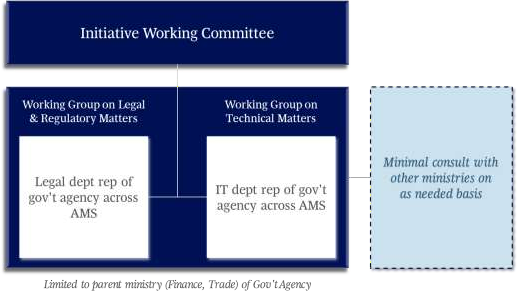 Initiative Working Committee
Working Group on Legal
& Regulatory Matters
Working Group on
Technical Matters
Legal dept rep of
gov't agency across
AMS
IT dept rep of gov't
agency across AMS
Minimal consult with
other ministries on
as needed basis
Limited to parent ministry (Finance, Trade) of Gov't Agency